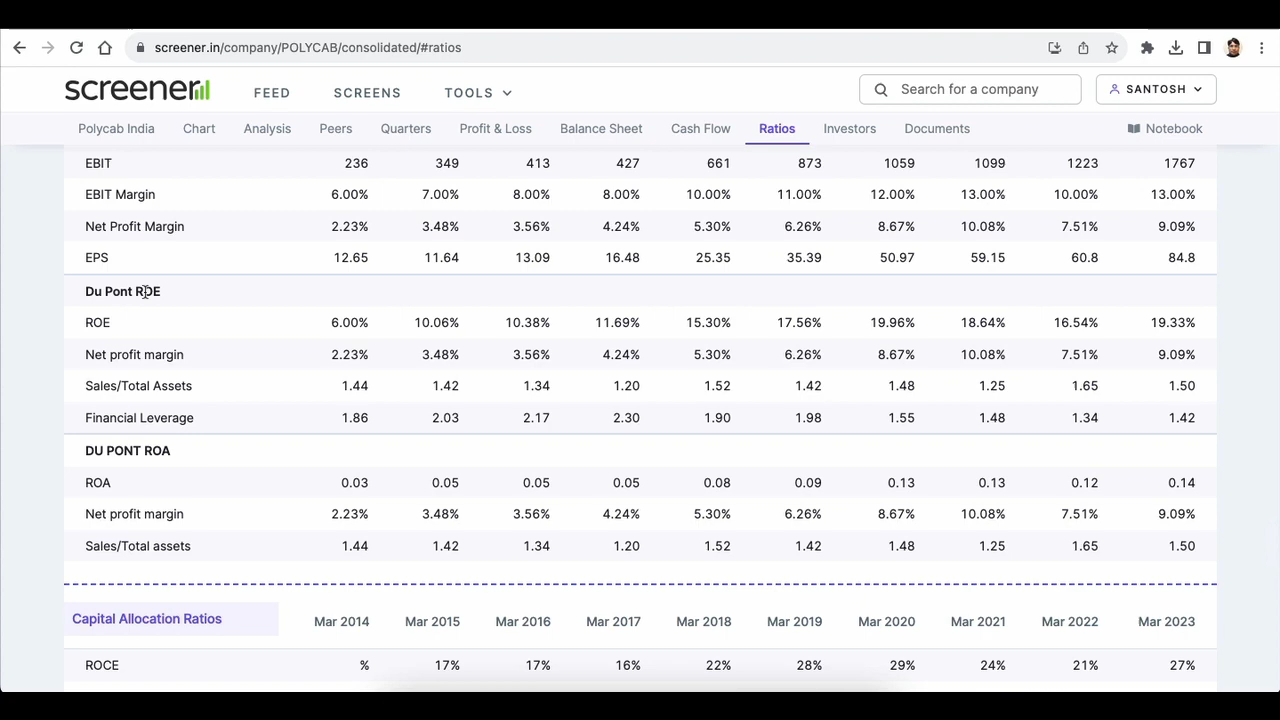 screener.in/company/POLYCAB/consolidated/#ratios
screener FEED SCREENS TOOLS Search for a company SANTOSH
Polycab India Chart Analysis Peers Quarters Profit & Loss Balance Sheet Cash Flow Ratios Investors Documents Notebook
EBIT 236 349 413 427 661 873 1059 1099 1223 1767
EBIT Margin 6.00% 7.00% 8.00% 8.00% 10.00% 11.00% 12.00% 13.00% 10.00% 13.00%
Net Profit Margin 2.23% 3.48% 3.56% 4.24% 5.30% 6.26% 8.67% 10.08% 7.51% 9.09%
EPS 12.65 11.64 13.09 16.48 25.35 35.39 50.97 59.15 60.8 84.8
Du Pont ROE
ROE 6.00% 10.06% 10.38% 11.69% 15.30% 17.56% 19.96% 18.64% 16.54% 19.33%
Net profit margin 2.23% 3.48% 3.56% 4.24% 5.30% 6.26% 8.67% 10.08% 7.51% 9.09%
Sales/Total Assets 1.44 1.42 1.34 1.20 1.52 1.42 1.48 1.25 1.65 1.50
Financial Leverage 1.86 2.03 2.17 2.30 1.90 1.98 1.55 1.48 1.34 1.42
DU PONT ROA
ROA 0.03 0.05 0.05 0.05 0.08 0.09 0.13 0.13 0.12 0.14
Net profit margin 2.23% 3.48% 3.56% 4.24% 5.30% 6.26% 8.67% 10.08% 7.51% 9.09%
Sales/Total assets 1.44 1.42 1.34 1.20 1.52 1.42 1.48 1.25 1.65 1.50
Capital Allocation Ratios Mar 2014 Mar 2015 Mar 2016 Mar 2017 Mar 2018 Mar 2019 Mar 2020 Mar 2021 Mar 2022 Mar 2023
ROCE % 17% 17% 16% 22% 28% 29% 24% 21% 27%